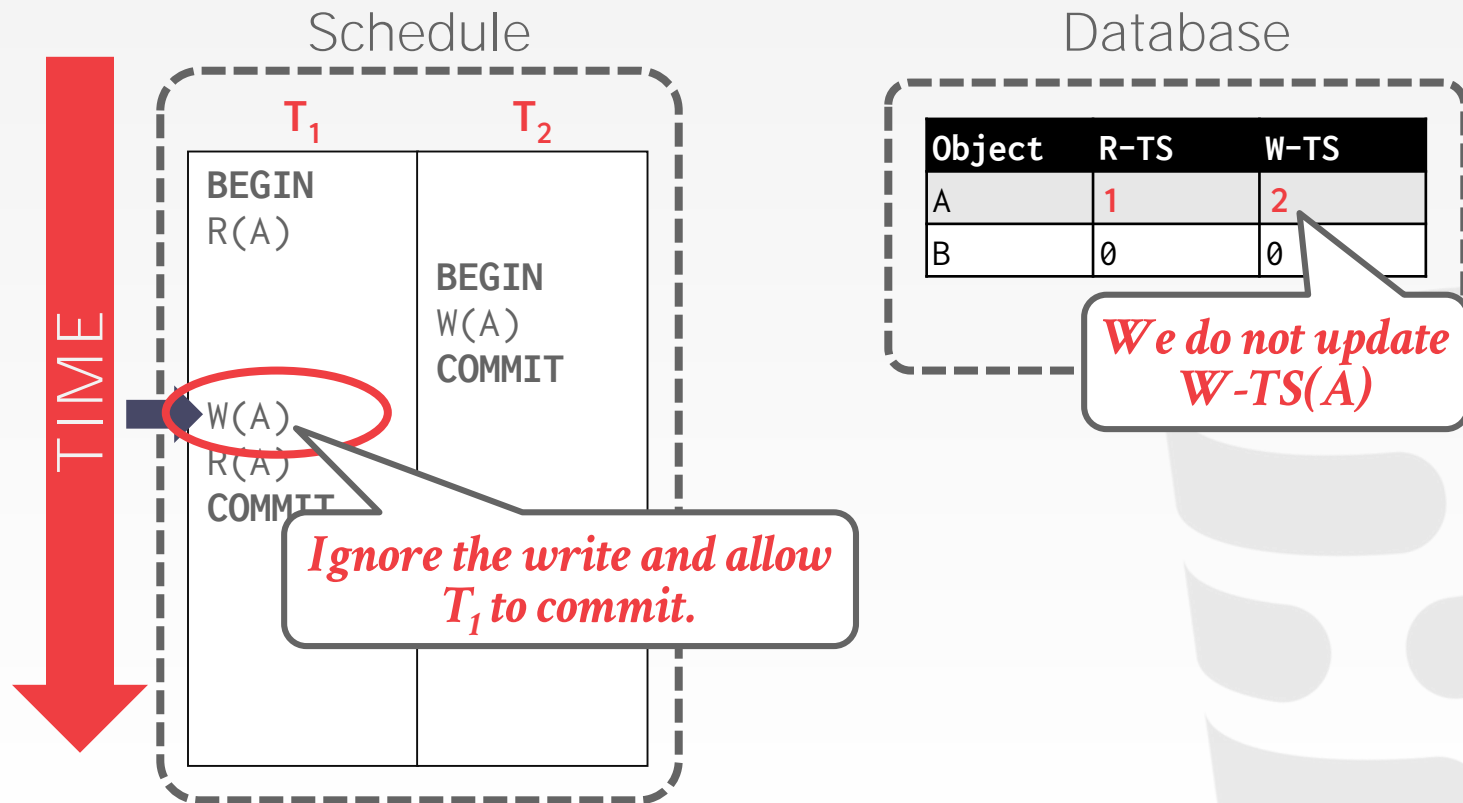 Schedule
TIME
T₁ T₂
BEGIN
R(A)
BEGIN
W(A)
COMMIT
W(A)
R(A)
COMMIT
Ignore the write and allow
T₁ to commit.
Database
Object R-TS W-TS
A 1 2
B 0 0
We do not update
W-TS(A)